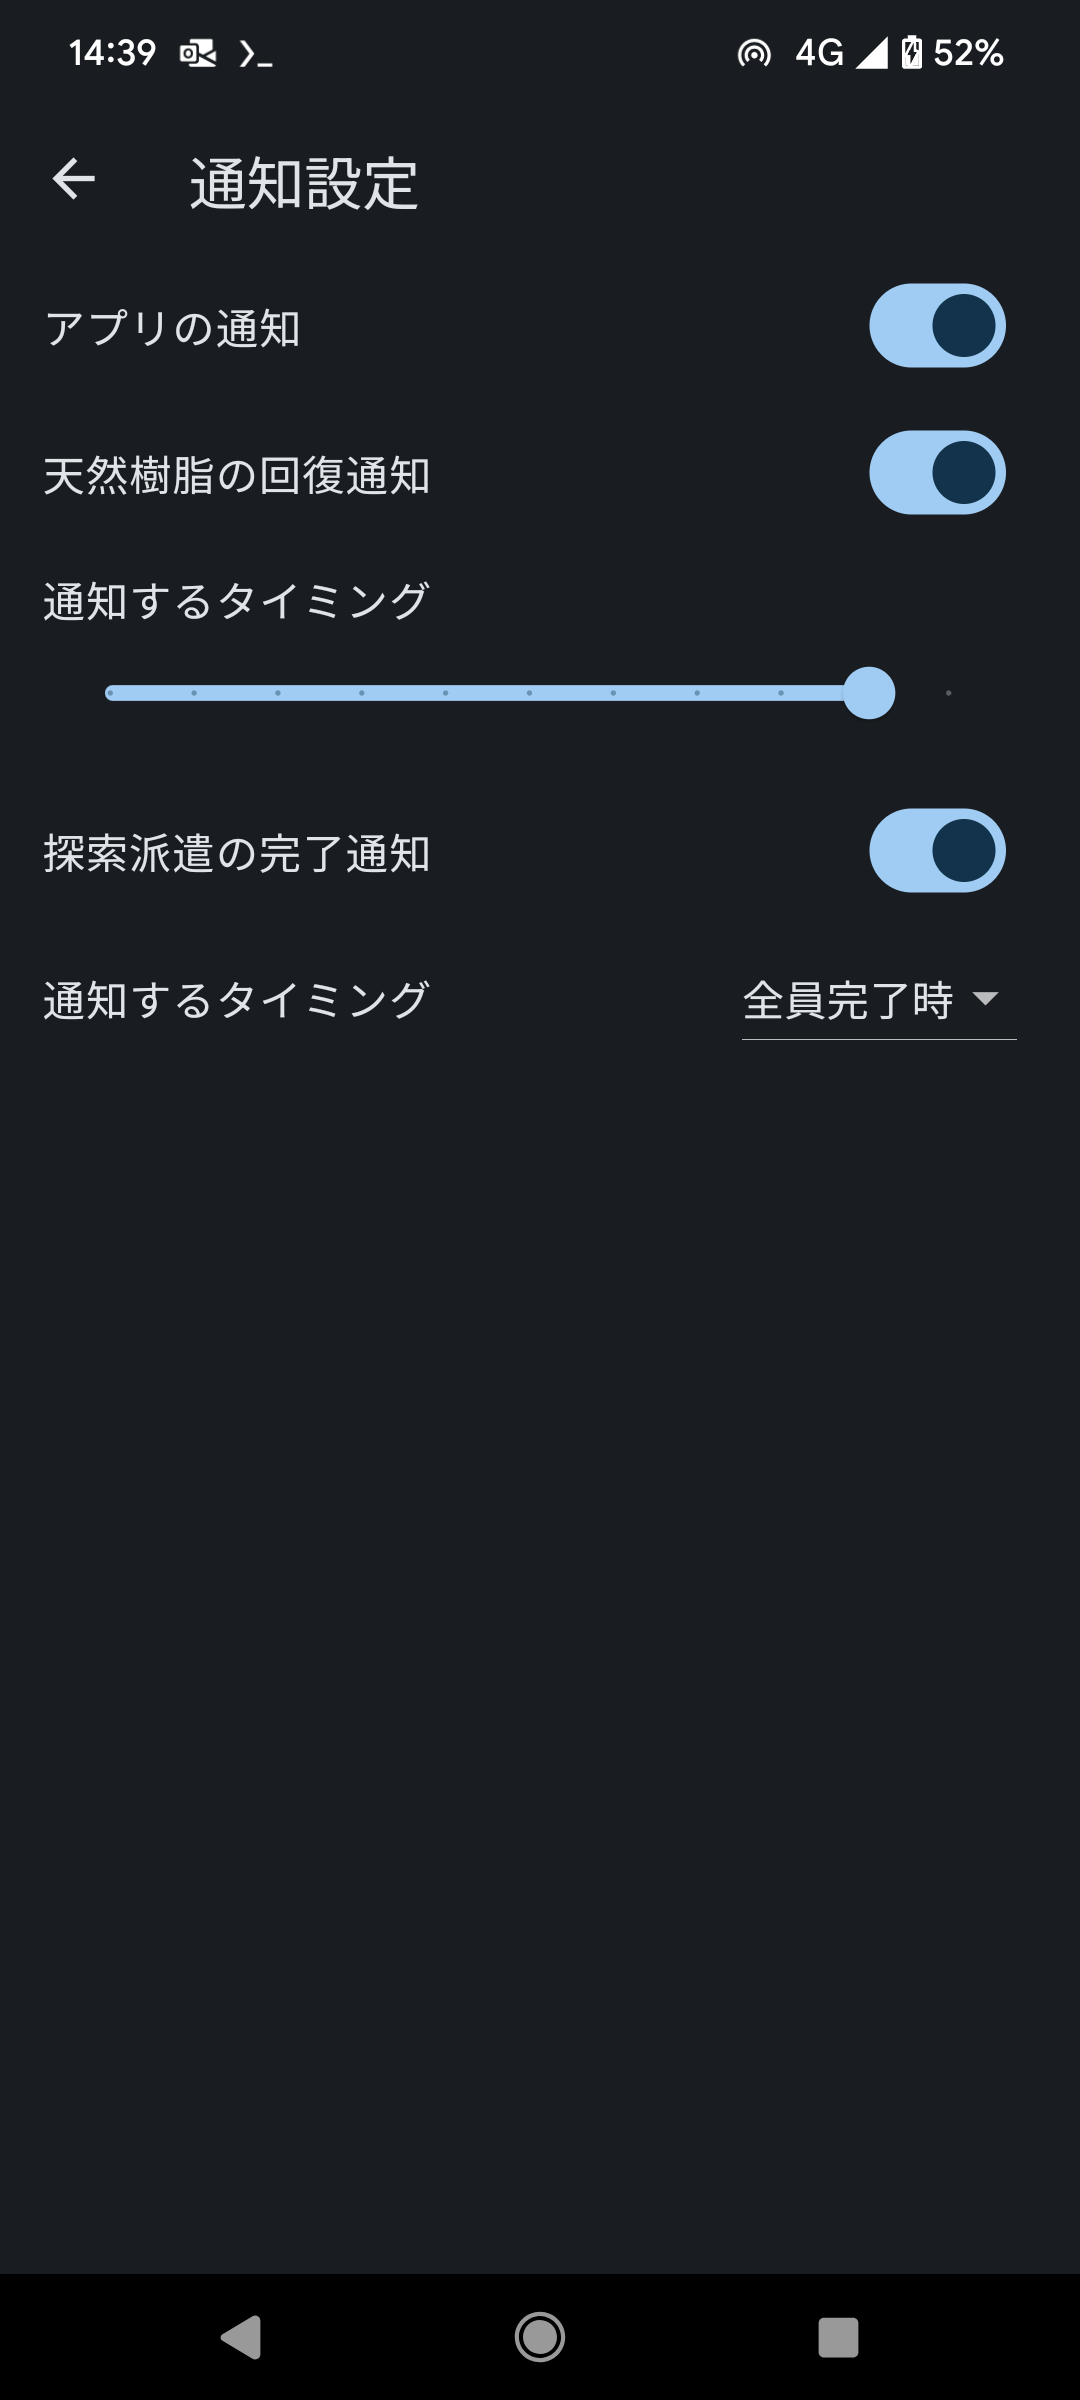 14:39
4G 52%
通知設定
アプリの通知
天然樹脂の回復通知
通知するタイミング
探索派遣の完了通知
通知するタイミング 全員完了時